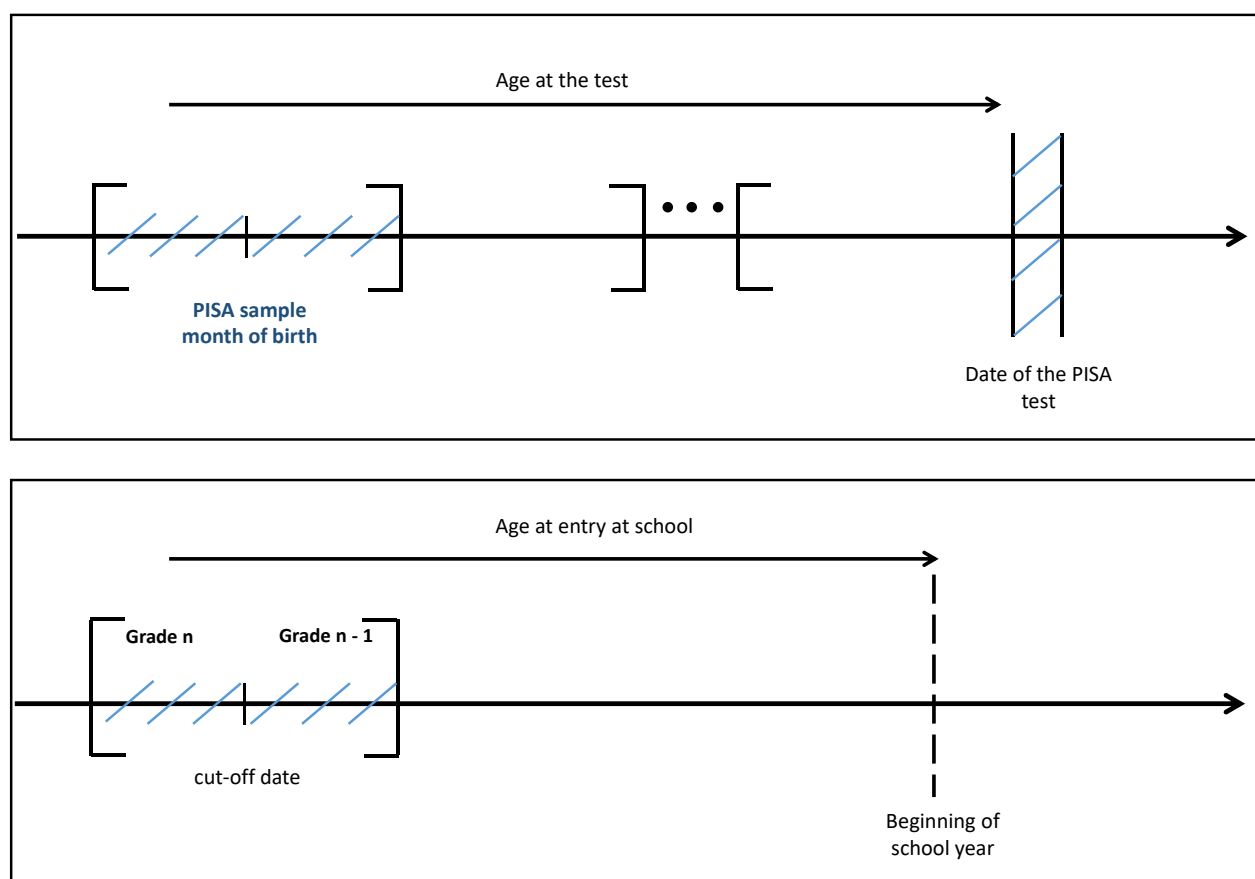 Age at the test
PISA sample
month of birth
Date of the PISA
test
Age at entry at school
Grade n
Grade n - 1
cut-off date
Beginning of
school year